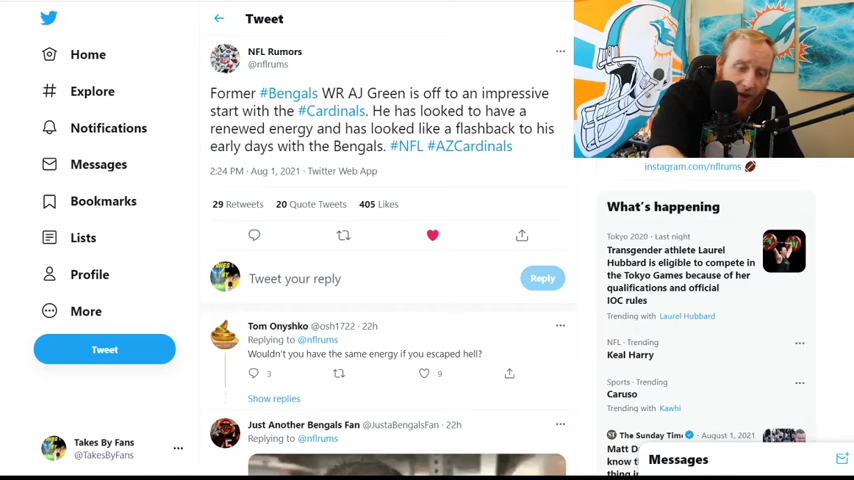 Home
Explore
Notifications
Messages
Bookmarks
Lists
Profile
More
Tweet
Takes By Fans
@TakesByFans
Tweet
NFL Rumors
@nflrums
Former #Bengals WR AJ Green is off to an impressive
start with the #Cardinals. He has looked to have a
renewed energy and has looked like a flashback to his
early days with the Bengals. #NFL #AZCardinals
2:24 PM · Aug 1, 2021 · Twitter Web App
29 Retweets 20 Quote Tweets 405 Likes
Tweet your reply
Reply
Tom Onyshko @osh1722 · 22h
Replying to @nflrums
Wouldn't you have the same energy if you escaped hell?
3 9
Show replies
Just Another Bengals Fan @JustaBengalsFan · 22h
Replying to @nflrums
instagram.com/nflrums
What's happening
Tokyo 2020 · Last night
Transgender athlete Laurel
Hubbard is eligible to compete in
the Tokyo Games because of her
qualifications and official
IOC rules
Trending with Laurel Hubbard
NFL · Trending
Keal Harry
Sports · Trending
Caruso
Trending with Kawhi
The Sunday Time · August 1, 2021
Matt D
know th
thing i
Messages